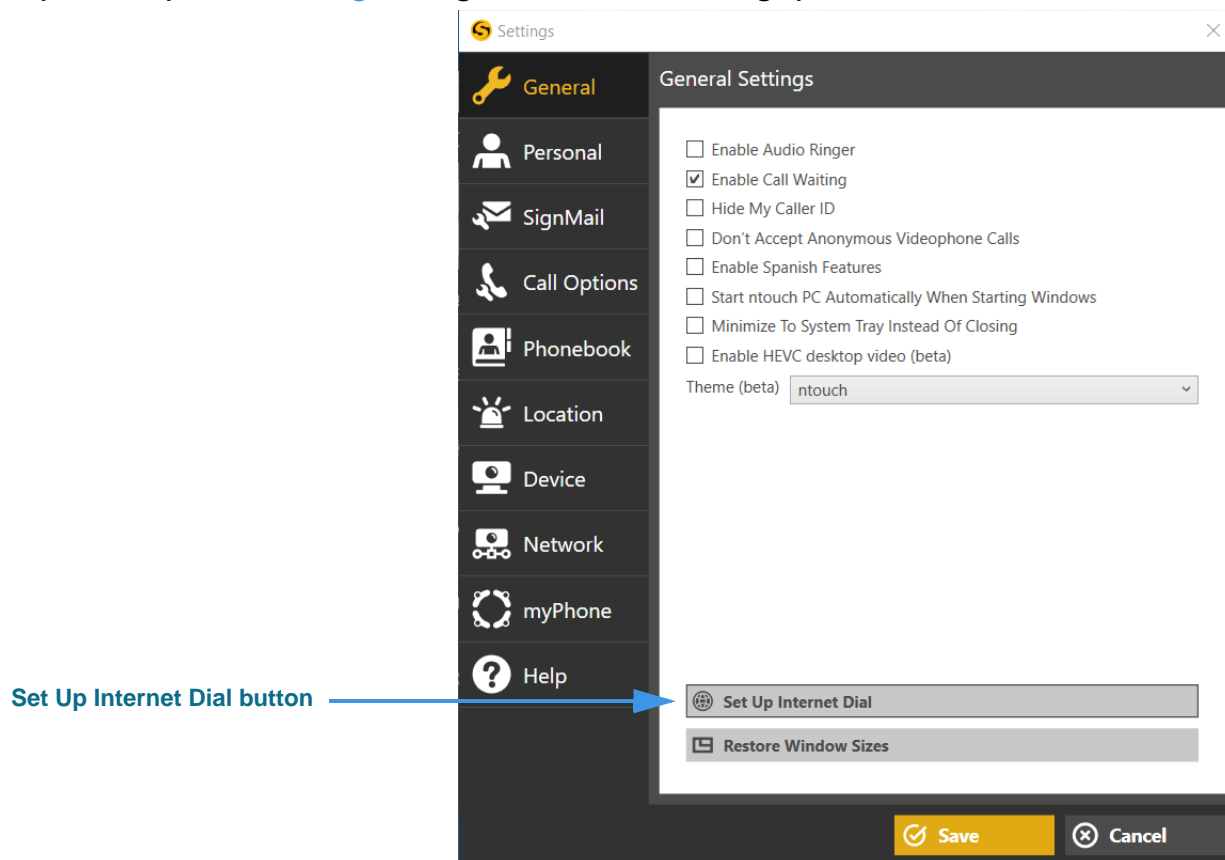 Settings
General
Personal
SignMail
Call Options
Phonebook
Location
Device
Network
myPhone
Help
General Settings
Enable Audio Ringer
Enable Call Waiting
Hide My Caller ID
Don't Accept Anonymous Videophone Calls
Enable Spanish Features
Start ntouch PC Automatically When Starting Windows
Minimize To System Tray Instead Of Closing
Enable HEVC desktop video (beta)
Theme (beta) ntouch
Set Up Internet Dial button
Set Up Internet Dial
Restore Window Sizes
Save
Cancel